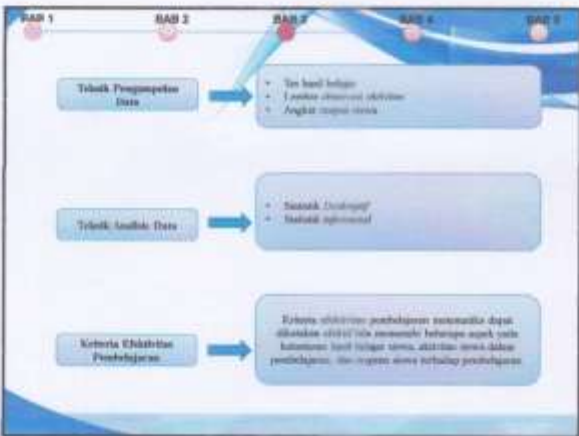 BAB 1 BAB 2 BAB 3 BAB 4 BAB 5
Teknik Pengumpulan
Data
• Tes hasil belajar
• Lembar observasi aktivitas
• Angket respon siswa
Teknik Analisis Data
• Statistik Deskriptif
• Statistik inferensial
Kriteria Efektivitas
Pembelajaran
Kriteria efektivitas pembelajaran matematika dapat
dikatakan efektif bila memenuhi beberapa aspek yaitu
ketuntasan hasil belajar siswa, aktivitas siswa dalam
pembelajaran, dan respons siswa terhadap pembelajaran